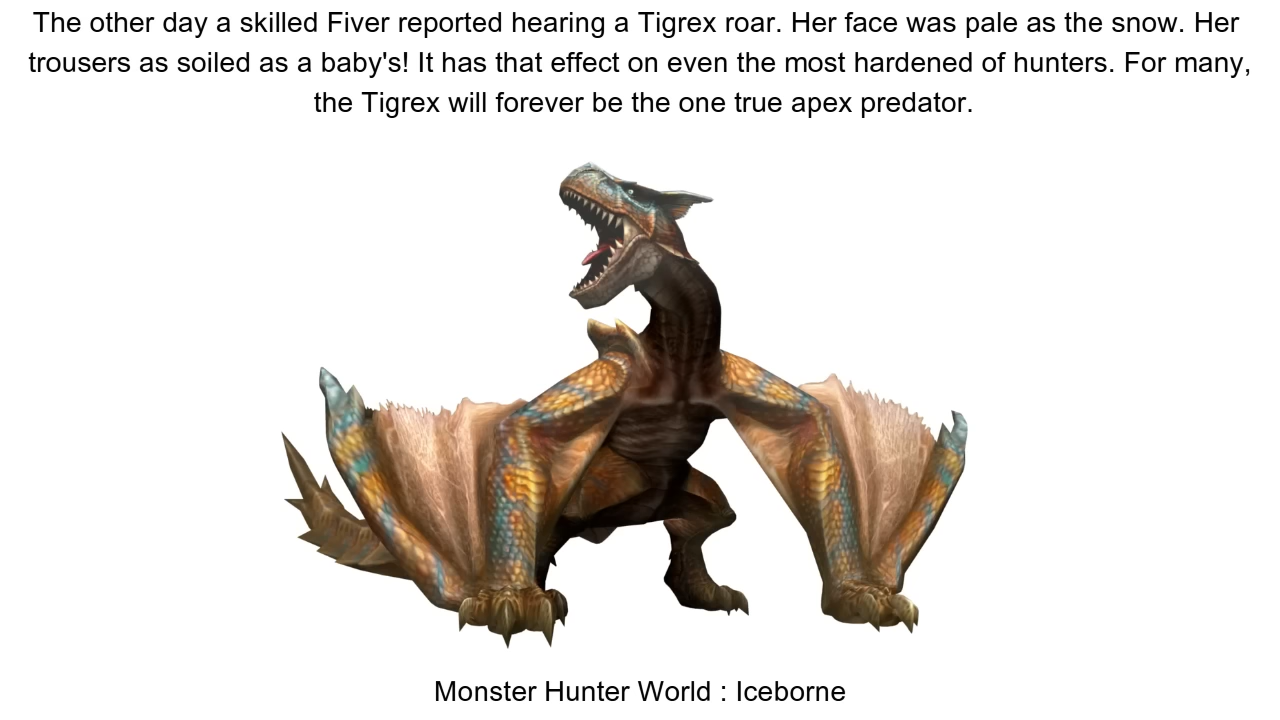 The other day a skilled Fiver reported hearing a Tigrex roar. Her face was pale as the snow. Her
trousers as soiled as a baby's! It has that effect on even the most hardened of hunters. For many,
the Tigrex will forever be the one true apex predator.
Monster Hunter World : Iceborne